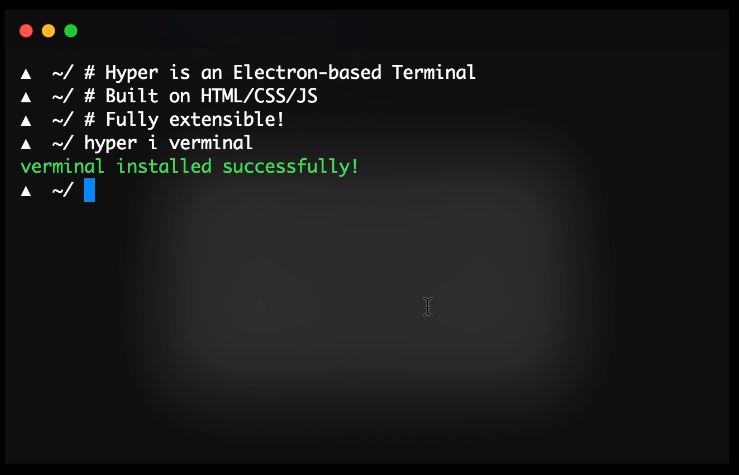 ▲ ~/ # Hyper is an Electron-based Terminal
▲ ~/ # Built on HTML/CSS/JS
▲ ~/ # Fully extensible!
▲ ~/ hyper i verminal
verminal installed successfully!
▲ ~/